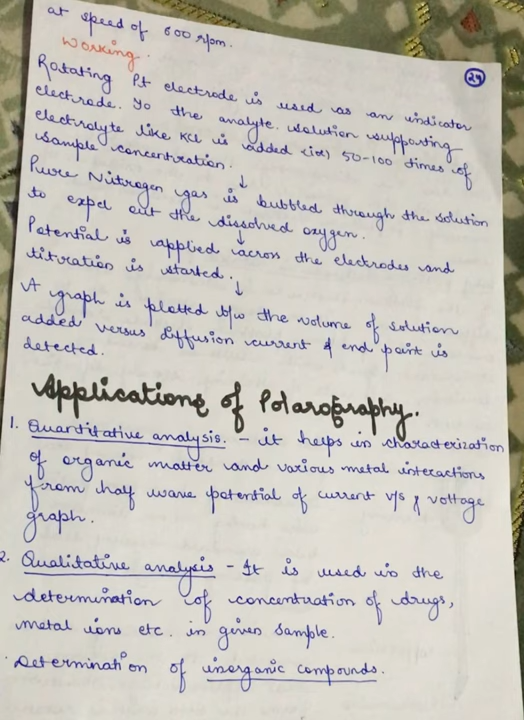 at speed of 600 rpm.
Working.
29
Rotating Pt electrode is used as an indicator
electrode. To the analyte solution supporting
electrolyte like KCl is added (ie) 50-100 times of
sample concentration.
↓
Pure Nitrogen gas is bubbled through the solution
to expel out the dissolved oxygen.
↓
Potential is applied across the electrodes and
titration is started.
↓
A graph is plotted b/w the volume of solution
added versus diffusion current & end point is
detected.
Applications of Polarography.
1. Quantitative analysis. - it helps in characterization
of organic matter and various metal interactions
from half wave potential of current v/s voltage
graph.
2. Qualitative analysis - It is used in the
determination of concentration of drugs,
metal ions etc. in given sample.
Determinatn of inorganic compounds.